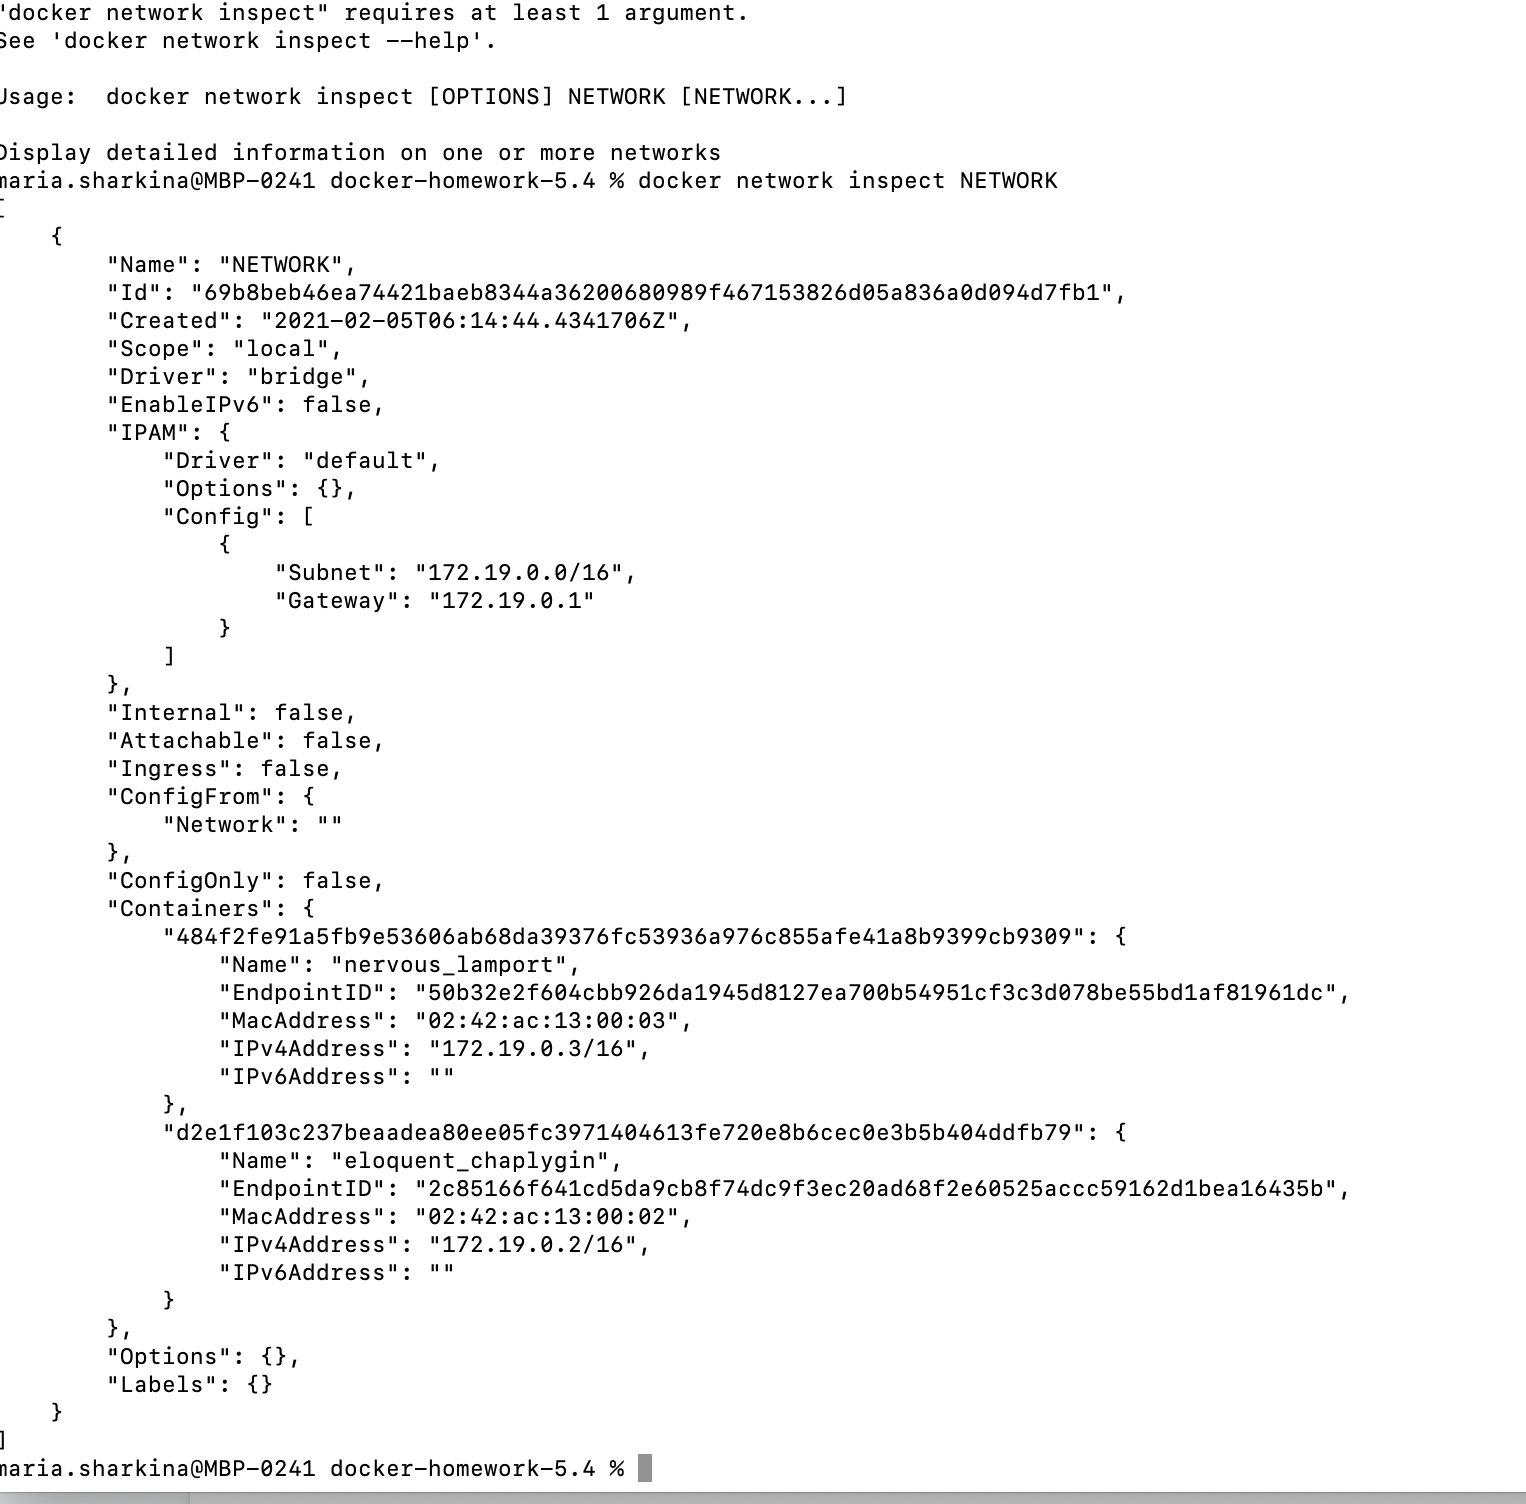 'docker network inspect" requires at least 1 argument.
See 'docker network inspect --help'.
Usage:  docker network inspect [OPTIONS] NETWORK [NETWORK...]
Display detailed information on one or more networks
maria.sharkina@MBP-0241 docker-homework-5.4 % docker network inspect NETWORK
[
    {
        "Name": "NETWORK",
        "Id": "69b8beb46ea74421baeb8344a36200680989f467153826d05a836a0d094d7fb1",
        "Created": "2021-02-05T06:14:44.4341706Z",
        "Scope": "local",
        "Driver": "bridge",
        "EnableIPv6": false,
        "IPAM": {
            "Driver": "default",
            "Options": {},
            "Config": [
                {
                    "Subnet": "172.19.0.0/16",
                    "Gateway": "172.19.0.1"
                }
            ]
        },
        "Internal": false,
        "Attachable": false,
        "Ingress": false,
        "ConfigFrom": {
            "Network": ""
        },
        "ConfigOnly": false,
        "Containers": {
            "484f2fe91a5fb9e53606ab68da39376fc53936a976c855afe41a8b9399cb9309": {
                "Name": "nervous_lamport",
                "EndpointID": "50b32e2f604cbb926da1945d8127ea700b54951cf3c3d078be55bd1af81961dc",
                "MacAddress": "02:42:ac:13:00:03",
                "IPv4Address": "172.19.0.3/16",
                "IPv6Address": ""
            },
            "d2e1f103c237beaadea80ee05fc3971404613fe720e8b6cec0e3b5b404ddfb79": {
                "Name": "eloquent_chaplygin",
                "EndpointID": "2c85166f641cd5da9cb8f74dc9f3ec20ad68f2e60525accc59162d1bea16435b",
                "MacAddress": "02:42:ac:13:00:02",
                "IPv4Address": "172.19.0.2/16",
                "IPv6Address": ""
            }
        },
        "Options": {},
        "Labels": {}
    }
]
maria.sharkina@MBP-0241 docker-homework-5.4 %